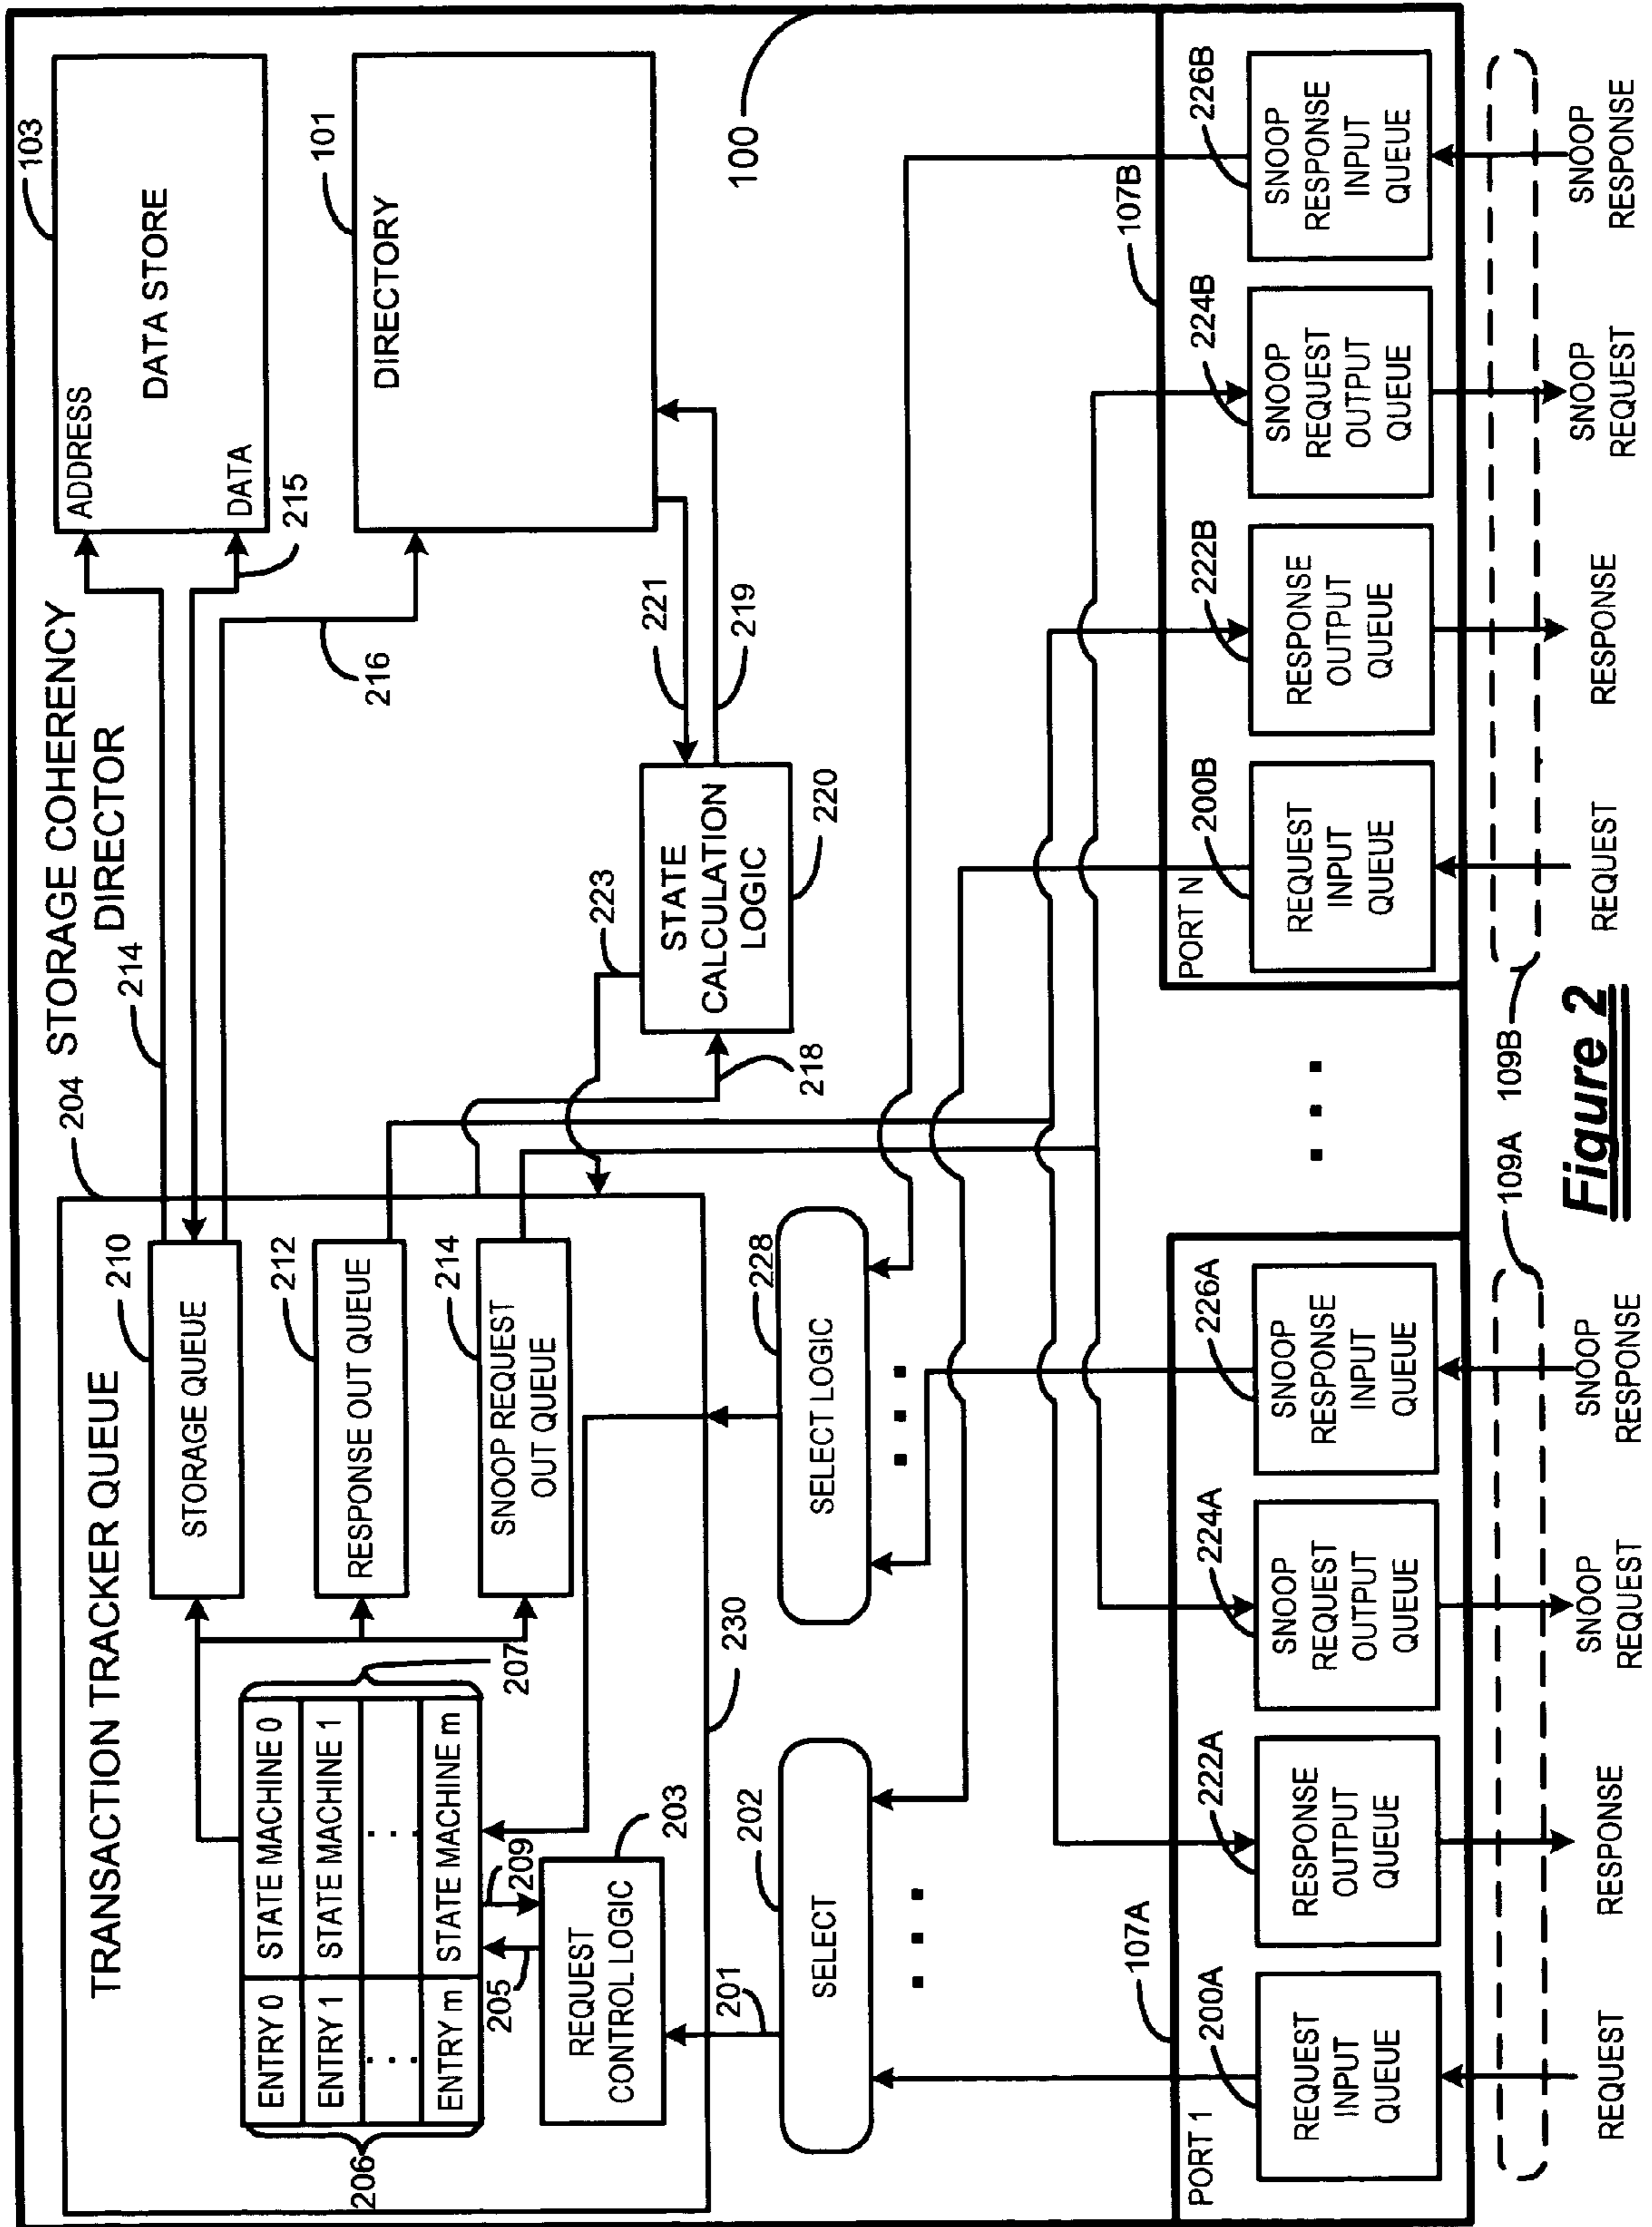 204
STORAGE COHERENCY
DIRECTOR
103
ADDRESS
DATA STORE
DATA
215
214
216
101
DIRECTORY
TRANSACTION TRACKER QUEUE
210
STORAGE QUEUE
212
RESPONSE OUT QUEUE
214
SNOOP REQUEST
OUT QUEUE
206
ENTRY 0 STATE MACHINE 0
ENTRY 1 STATE MACHINE 1
... ...
ENTRY m STATE MACHINE m
207
205
209
REQUEST
CONTROL LOGIC
203
230
223
221
219
STATE
CALCULATION
LOGIC
218
220
100
201
202
SELECT
228
SELECT LOGIC
...
...
107A
PORT 1
200A
REQUEST
INPUT
QUEUE
222A
RESPONSE
OUTPUT
QUEUE
224A
SNOOP
REQUEST
OUTPUT
QUEUE
226A
SNOOP
RESPONSE
INPUT
QUEUE
...
107B
PORT N
200B
REQUEST
INPUT
QUEUE
222B
RESPONSE
OUTPUT
QUEUE
224B
SNOOP
REQUEST
OUTPUT
QUEUE
226B
SNOOP
RESPONSE
INPUT
QUEUE
109A
109B
REQUEST
RESPONSE
SNOOP
REQUEST
SNOOP
RESPONSE
REQUEST
RESPONSE
SNOOP
REQUEST
SNOOP
RESPONSE
Figure 2